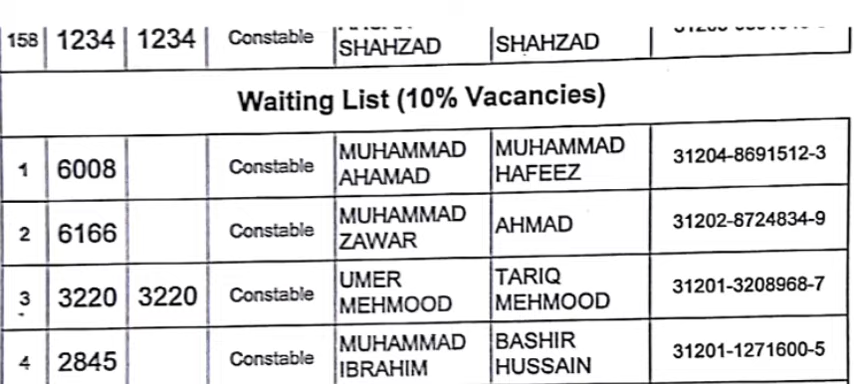 158 1234 1234 Constable SHAHZAD SHAHZAD
Waiting List (10% Vacancies)
1 6008 Constable MUHAMMAD AHAMAD MUHAMMAD HAFEEZ 31204-8691512-3
2 6166 Constable MUHAMMAD ZAWAR AHMAD 31202-8724834-9
3 3220 3220 Constable UMER MEHMOOD TARIQ MEHMOOD 31201-3208968-7
4 2845 Constable MUHAMMAD IBRAHIM BASHIR HUSSAIN 31201-1271600-5